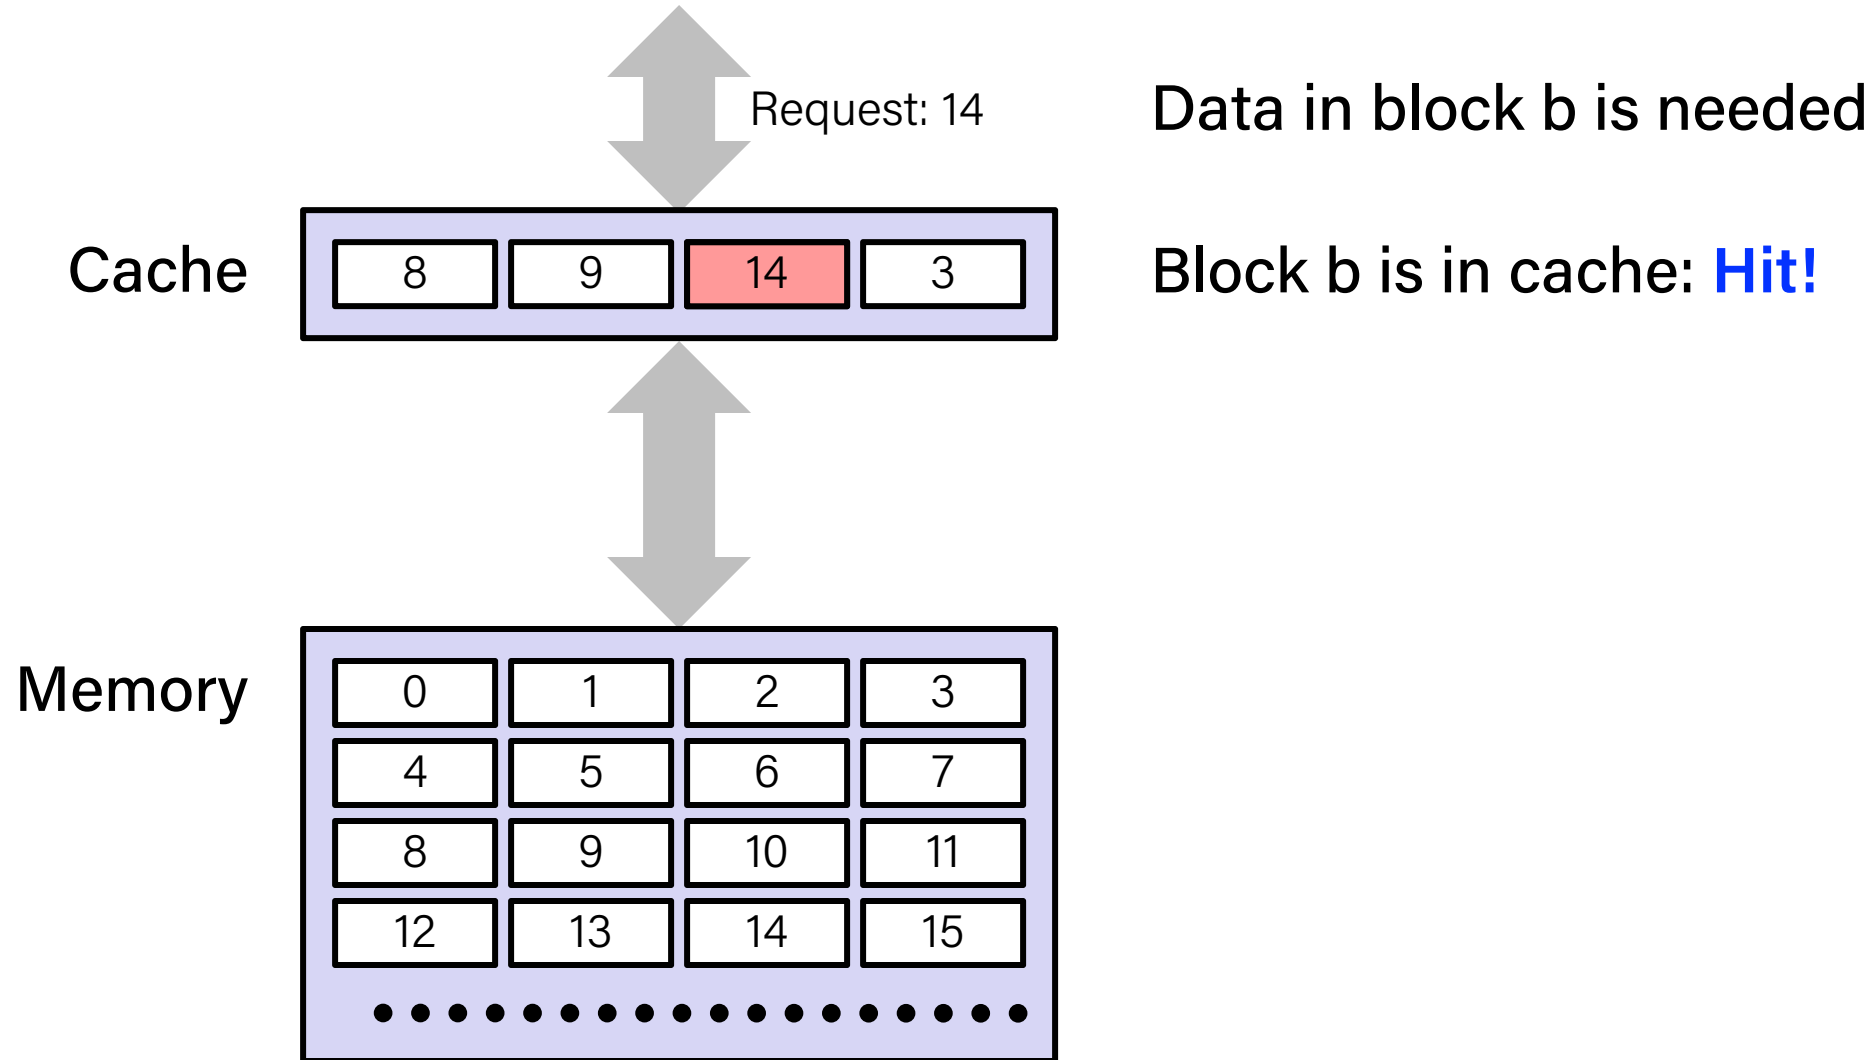 Request: 14
Data in block b is needed
Cache
8 9 14 3
Block b is in cache: Hit!
Memory
0 1 2 3
4 5 6 7
8 9 10 11
12 13 14 15